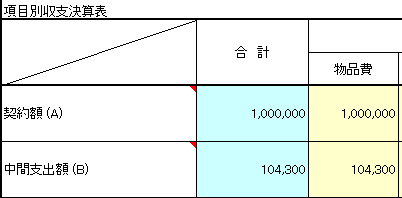 項目別収支決算表
合 計
物品費
契約額(A) 1,000,000 1,000,000
中間支出額(B) 104,300 104,300